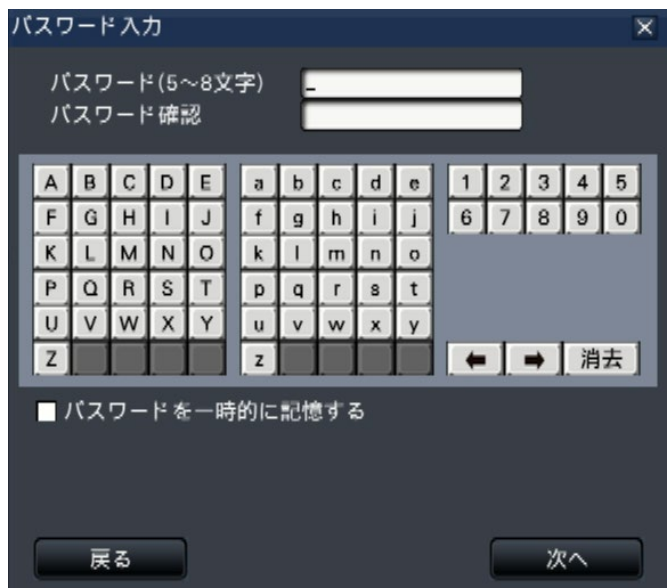 パスワード入力
パスワード(5～8文字)
パスワード確認
A B C D E a b c d e 1 2 3 4 5
F G H I J f g h i j 6 7 8 9 0
K L M N O k l m n o
P Q R S T p q r s t
U V W X Y u v w x y
Z z ← → 消去
パスワードを一時的に記憶する
戻る 次へ